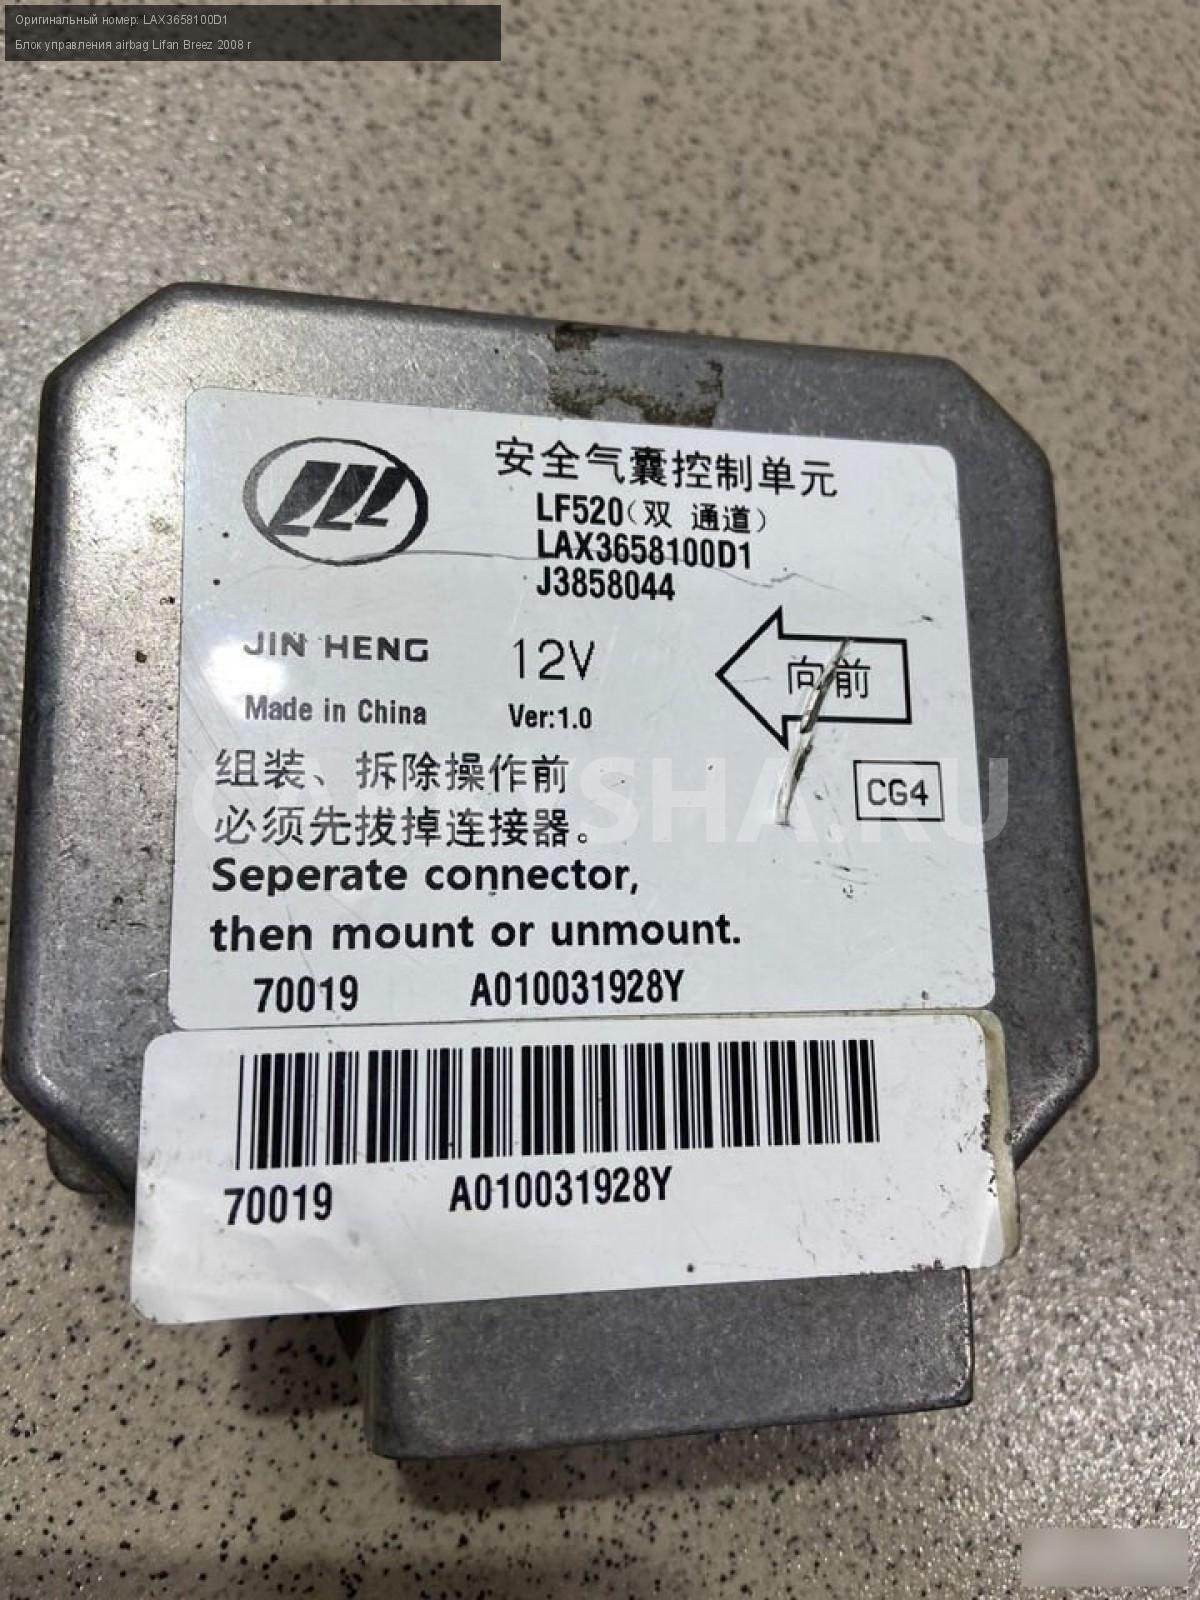 Оригинальный номер: LAX3658100D1
Блок управления airbag Lifan Breez 2008 г
安全气囊控制单元
LF520(双 通道)
LAX3658100D1
J3858044
JIN HENG
12V
向前
Made in China
Ver:1.0
组装、拆除操作前
CG4
必须先拔掉连接器。
Seperate connector,
then mount or unmount.
70019 A010031928Y
70019 A010031928Y